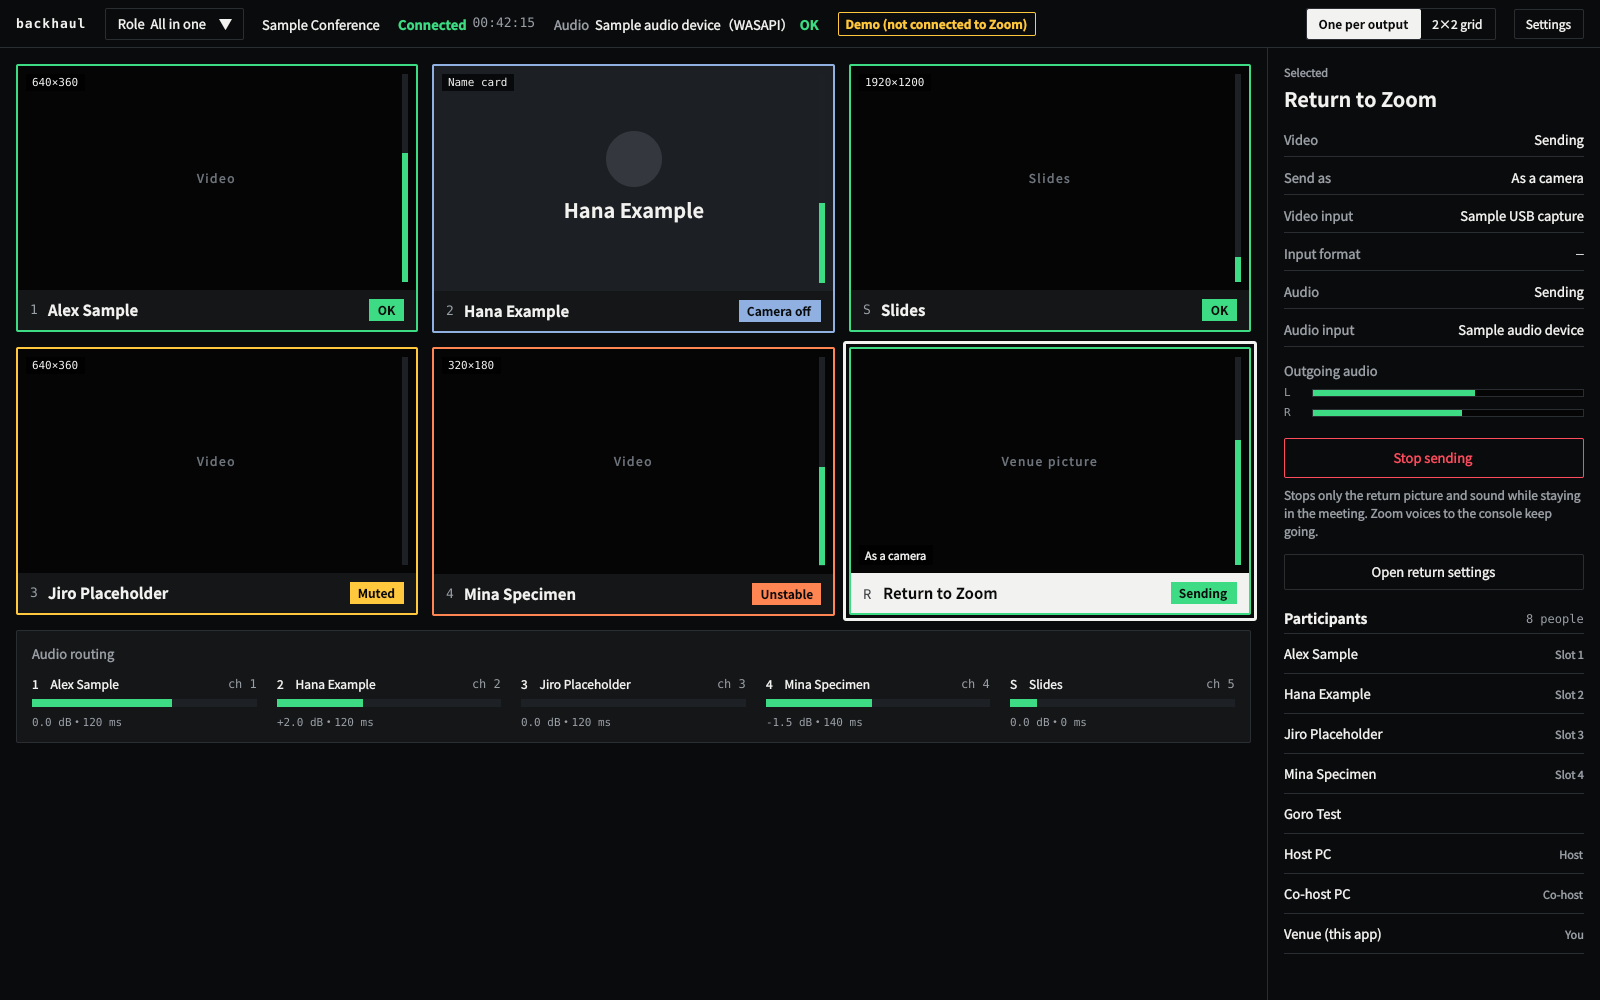 backhaul
Role All in one ▼
Sample Conference
Connected 00:42:15
Audio Sample audio device (WASAPI) OK
Demo (not connected to Zoom)
One per output
2×2 grid
Settings
640×360
Video
1 Alex Sample
OK
Name card
Hana Example
2 Hana Example
Camera off
1920×1200
Slides
S Slides
OK
640×360
Video
3 Jiro Placeholder
Muted
320×180
Video
4 Mina Specimen
Unstable
Venue picture
As a camera
R Return to Zoom
Sending
Audio routing
1 Alex Sample ch 1
0.0 dB • 120 ms
2 Hana Example ch 2
+2.0 dB • 120 ms
3 Jiro Placeholder ch 3
0.0 dB • 120 ms
4 Mina Specimen ch 4
-1.5 dB • 140 ms
S Slides ch 5
0.0 dB • 0 ms
Selected
Return to Zoom
Video Sending
Send as As a camera
Video input Sample USB capture
Input format –
Audio Sending
Audio input Sample audio device
Outgoing audio
L
R
Stop sending
Stops only the return picture and sound while staying
in the meeting. Zoom voices to the console keep
going.
Open return settings
Participants 8 people
Alex Sample Slot 1
Hana Example Slot 2
Jiro Placeholder Slot 3
Mina Specimen Slot 4
Goro Test
Host PC Host
Co-host PC Co-host
Venue (this app) You